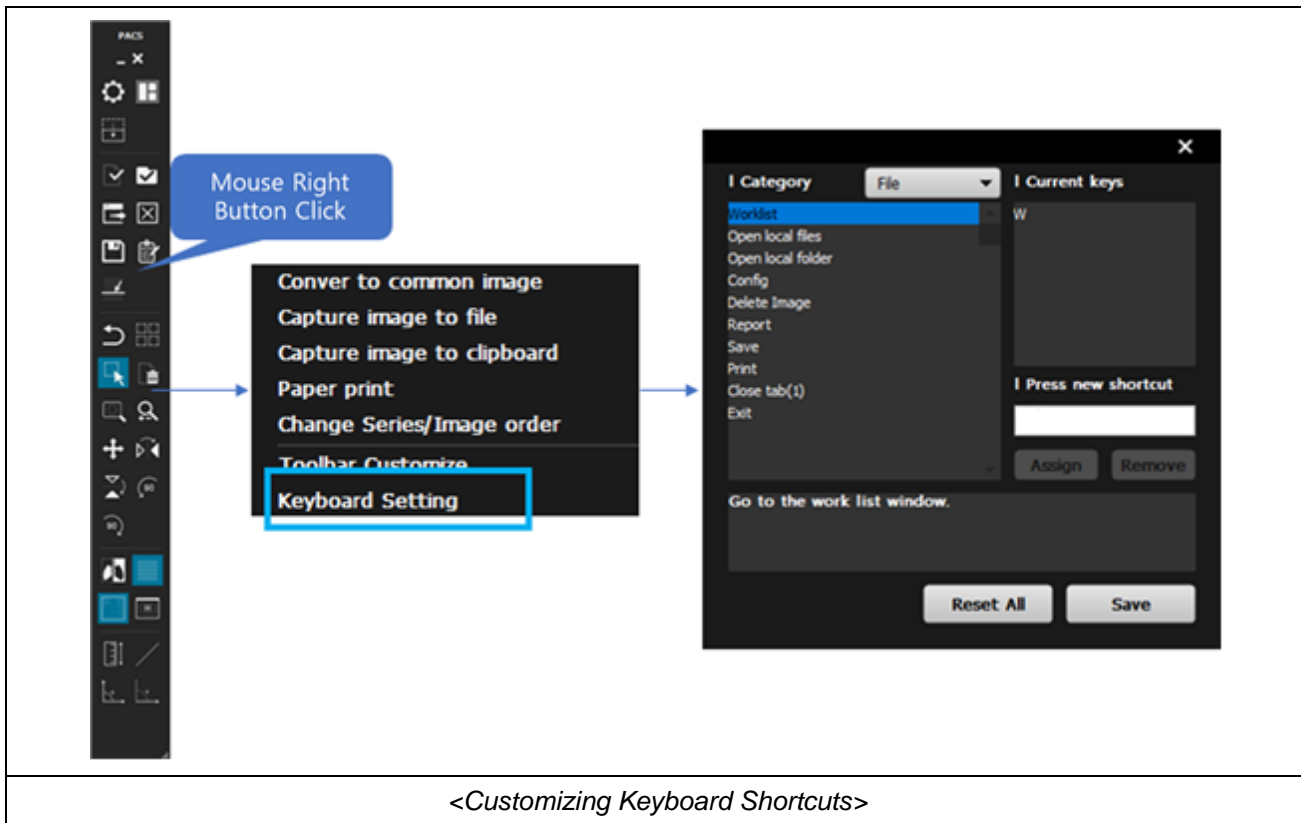 PACS
Mouse Right
Button Click
Conver to common image
Capture image to file
Capture image to clipboard
Paper print
Change Series/Image order
Toolbar Customize
Keyboard Setting
I Category
File
I Current keys
Worklist
W
Open local files
Open local folder
Config
Delete Image
Report
Save
Print
Close tab(1)
Exit
I Press new shortcut
Assign
Remove
Go to the work list window.
Reset All
Save
<Customizing Keyboard Shortcuts>